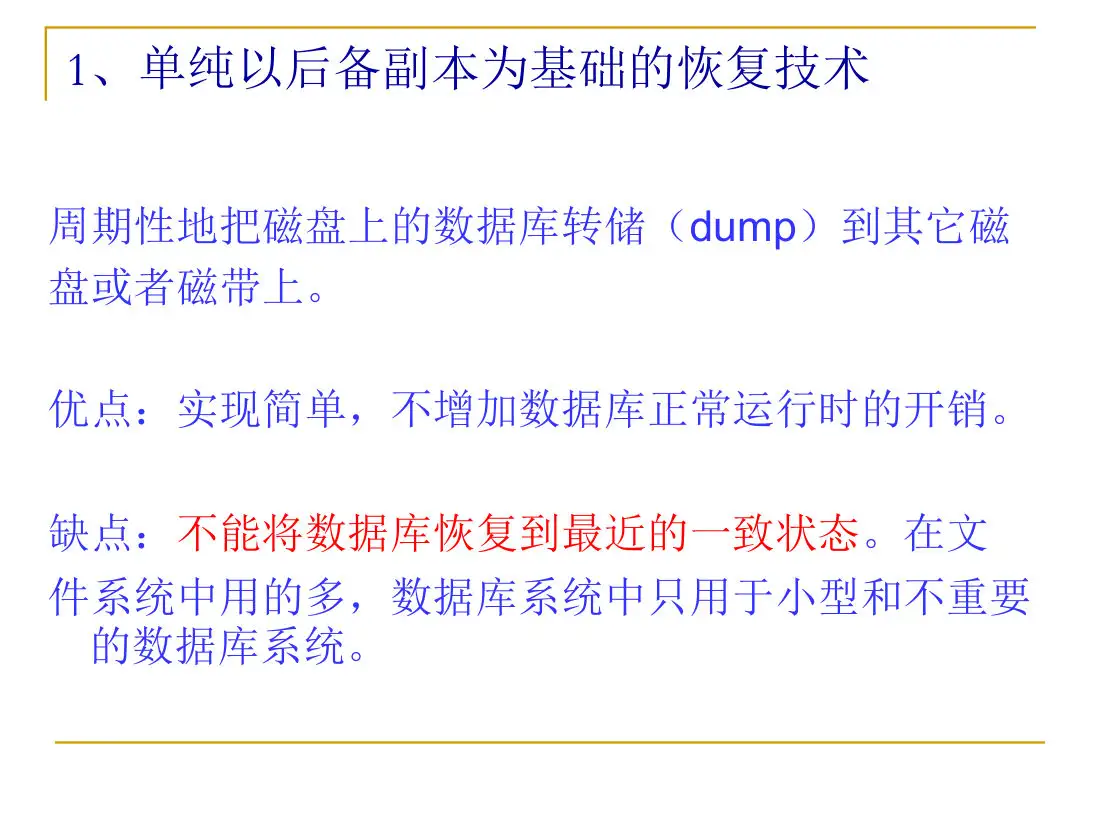 1、单纯以后备副本为基础的恢复技术
周期性地把磁盘上的数据库转储（dump）到其它磁
盘或者磁带上。
优点：实现简单，不增加数据库正常运行时的开销。
缺点：不能将数据库恢复到最近的一致状态。在文
件系统中用的多，数据库系统中只用于小型和不重要
的数据库系统。